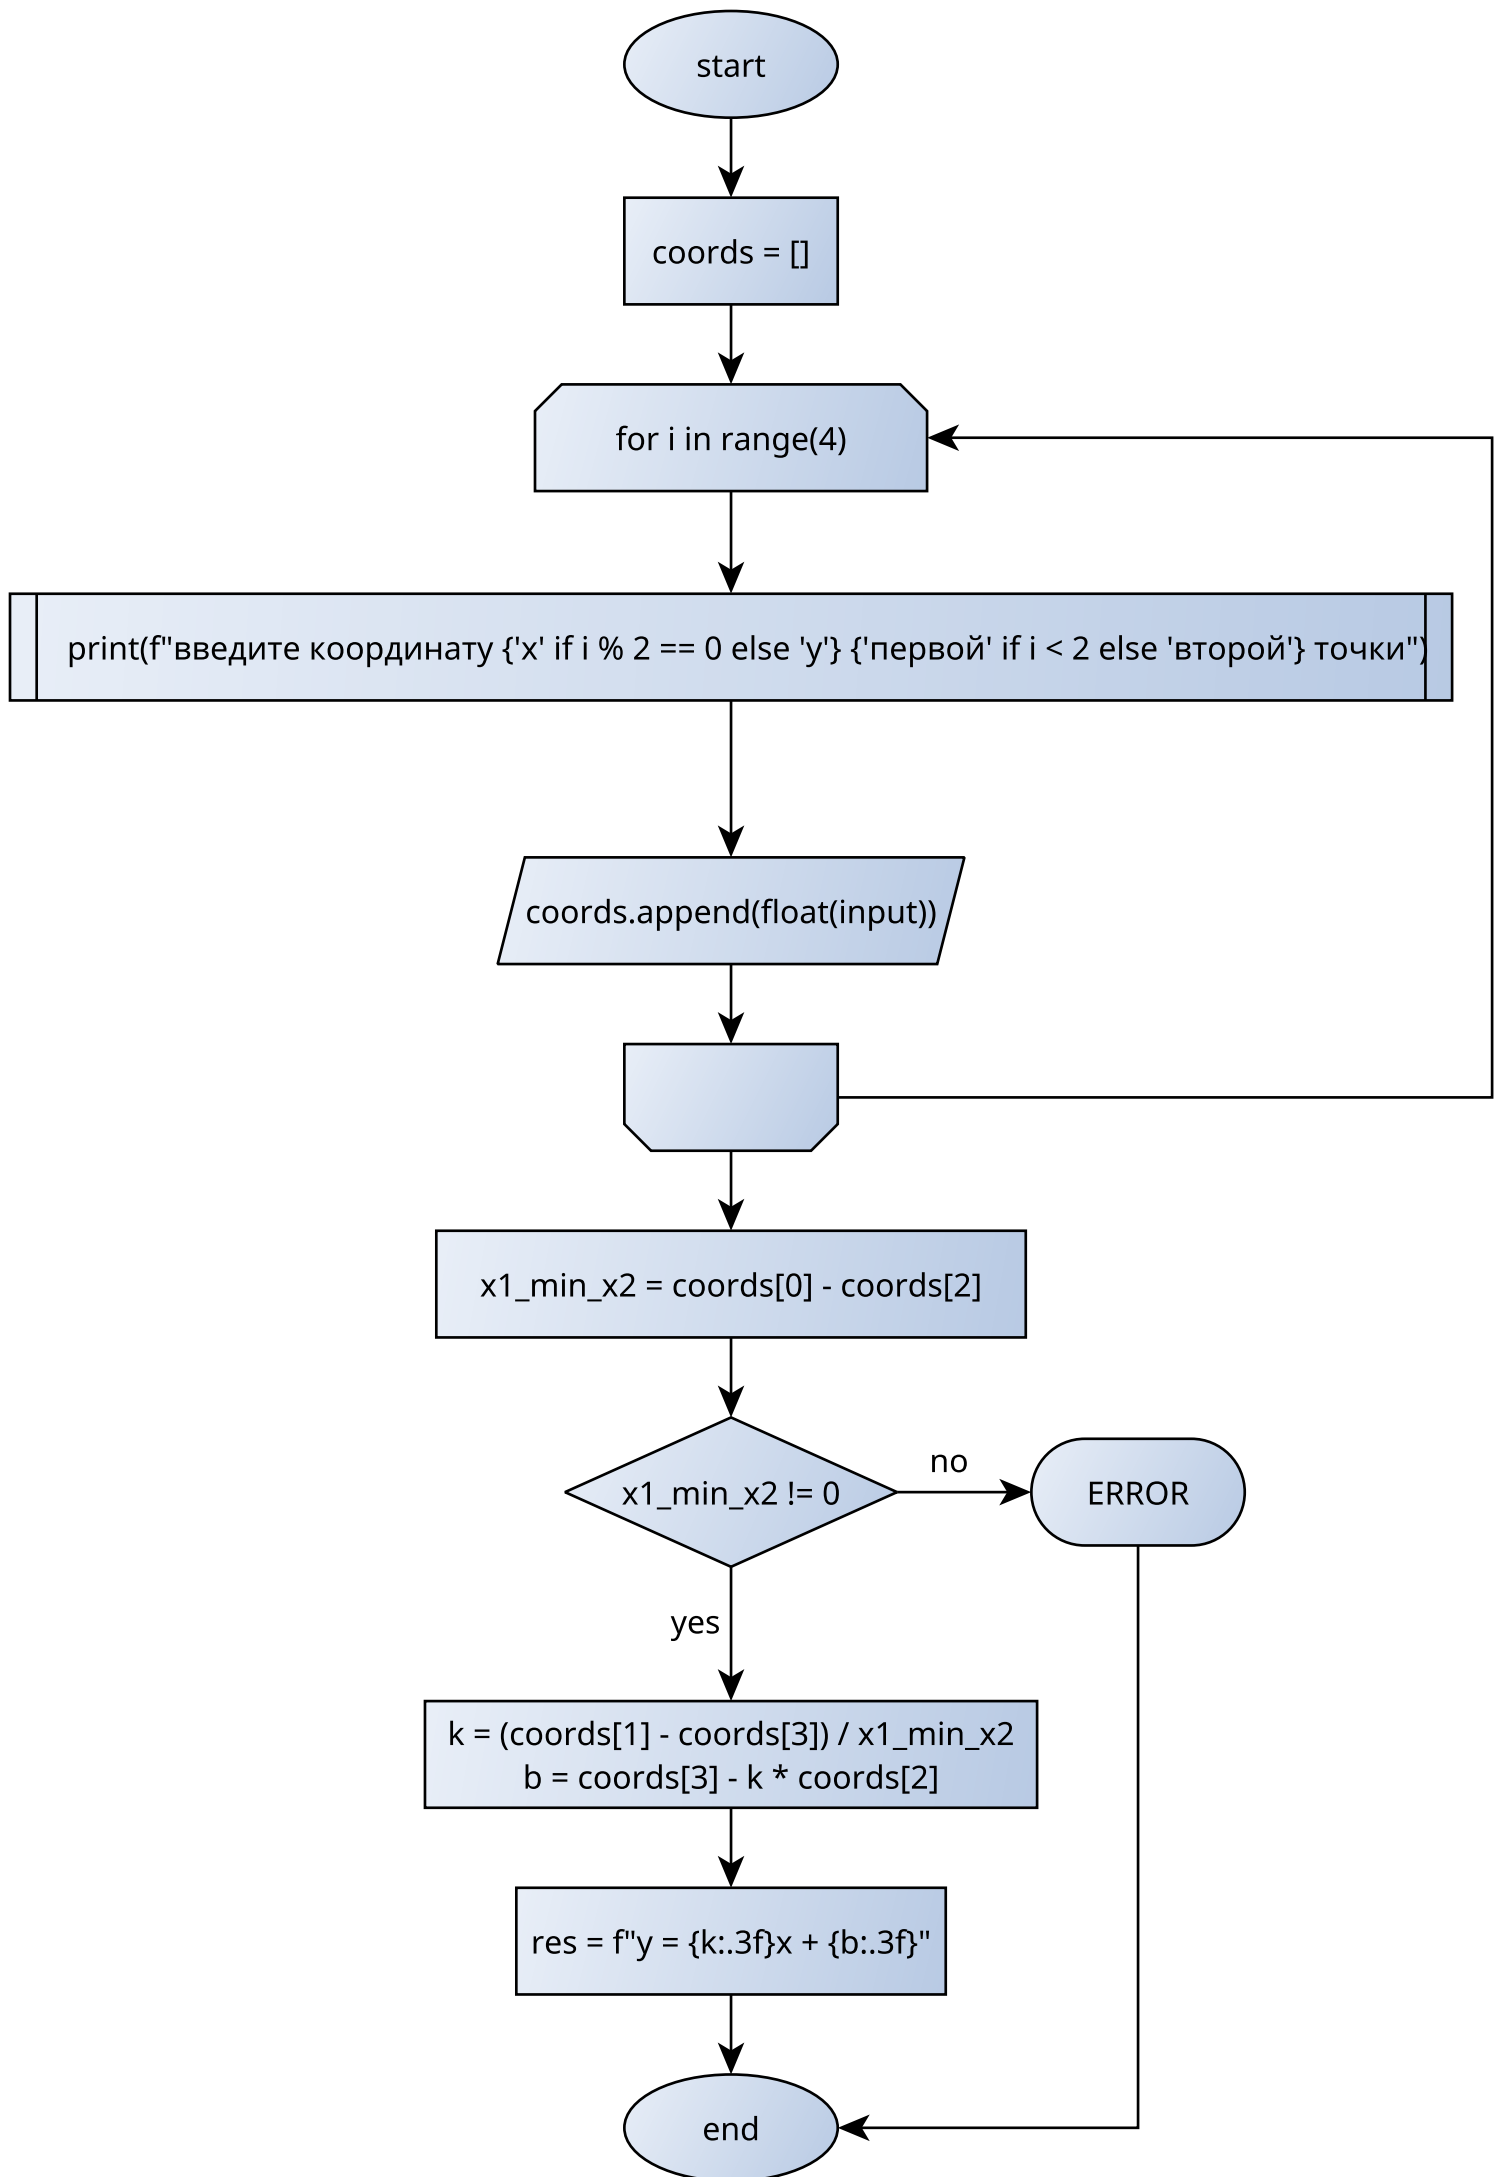 start
coords = []
for i in range(4)
print(f"введите координату {'x' if i % 2 == 0 else 'y'} {'первой' if i < 2 else 'второй'} точки")
coords.append(float(input))
x1_min_x2 = coords[0] - coords[2]
x1_min_x2 != 0
no
ERROR
yes
k = (coords[1] - coords[3]) / x1_min_x2
b = coords[3] - k * coords[2]
res = f"y = {k:.3f}x + {b:.3f}"
end